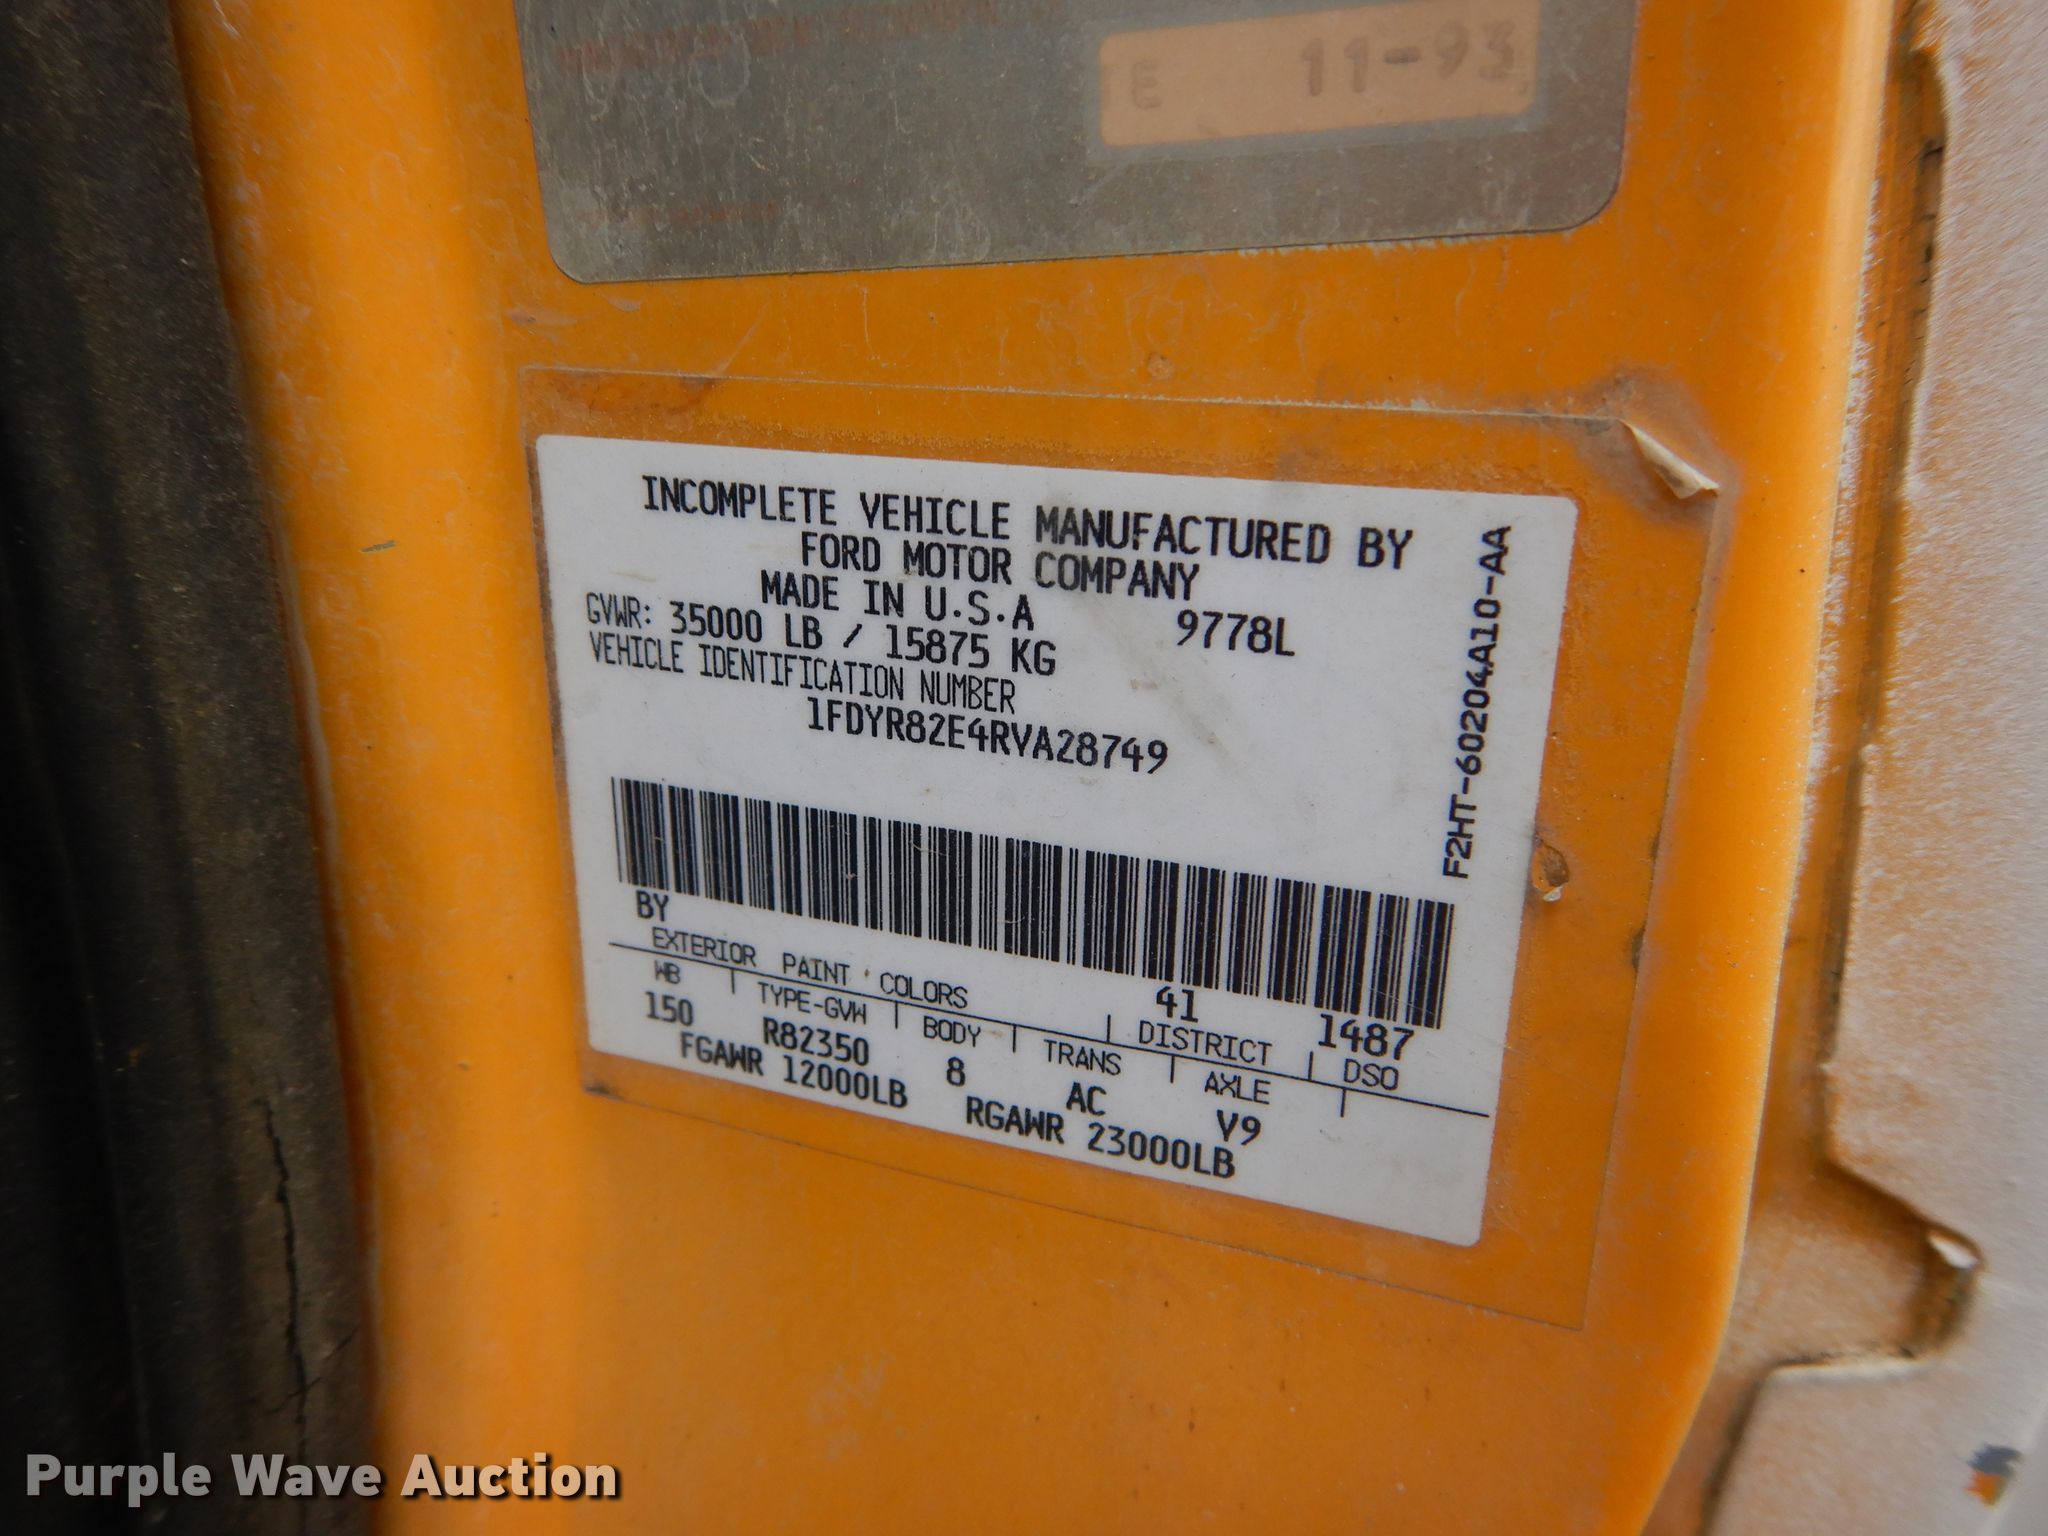 E 11-93
INCOMPLETE VEHICLE MANUFACTURED BY
FORD MOTOR COMPANY
MADE IN U.S.A 9778L
GVWR: 35000 LB / 15875 KG
VEHICLE IDENTIFICATION NUMBER
1FDYR82E4RVA28749
F2HT-60204A10-AA
BY 41 1487
EXTERIOR PAINT COLORS DISTRICT DSO
WB TYPE-GVW BODY TRANS AXLE
150 R82350 8 AC V9
FGAWR 12000LB RGAWR 23000LB
Purple Wave Auction